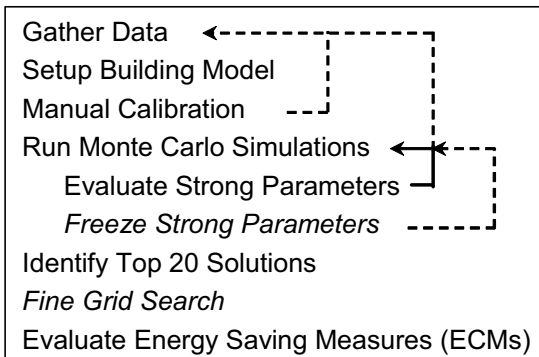 Gather Data
Setup Building Model
Manual Calibration
Run Monte Carlo Simulations
Evaluate Strong Parameters
Freeze Strong Parameters
Identify Top 20 Solutions
Fine Grid Search
Evaluate Energy Saving Measures (ECMs)